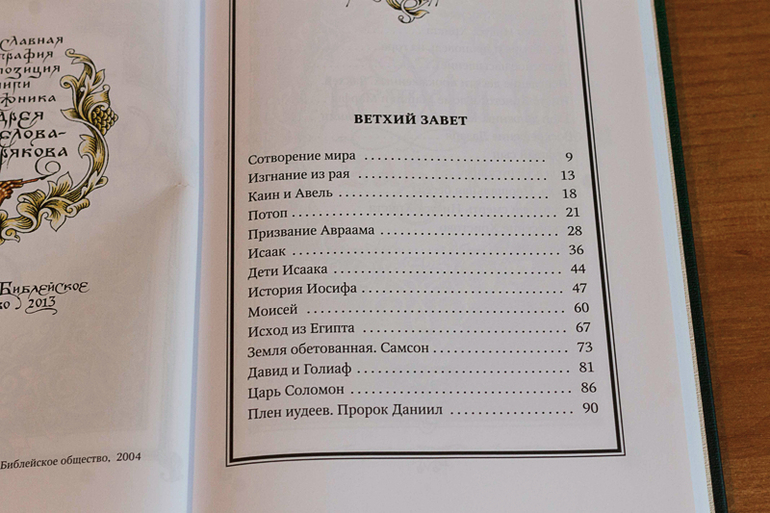 ВЕТХИЙ ЗАВЕТ
Сотворение мира ........................................ 9
Изгнание из рая ........................................ 13
Каин и Авель ........................................ 18
Потоп ........................................ 21
Призвание Авраама ........................................ 28
Исаак ........................................ 36
Дети Исаака ........................................ 44
История Иосифа ........................................ 47
Моисей ........................................ 60
Исход из Египта ........................................ 67
Земля обетованная. Самсон ........................................ 73
Давид и Голиаф ........................................ 81
Царь Соломон ........................................ 86
Плен иудеев. Пророк Даниил ........................................ 90
Библейское
2013
Библейское общество, 2004